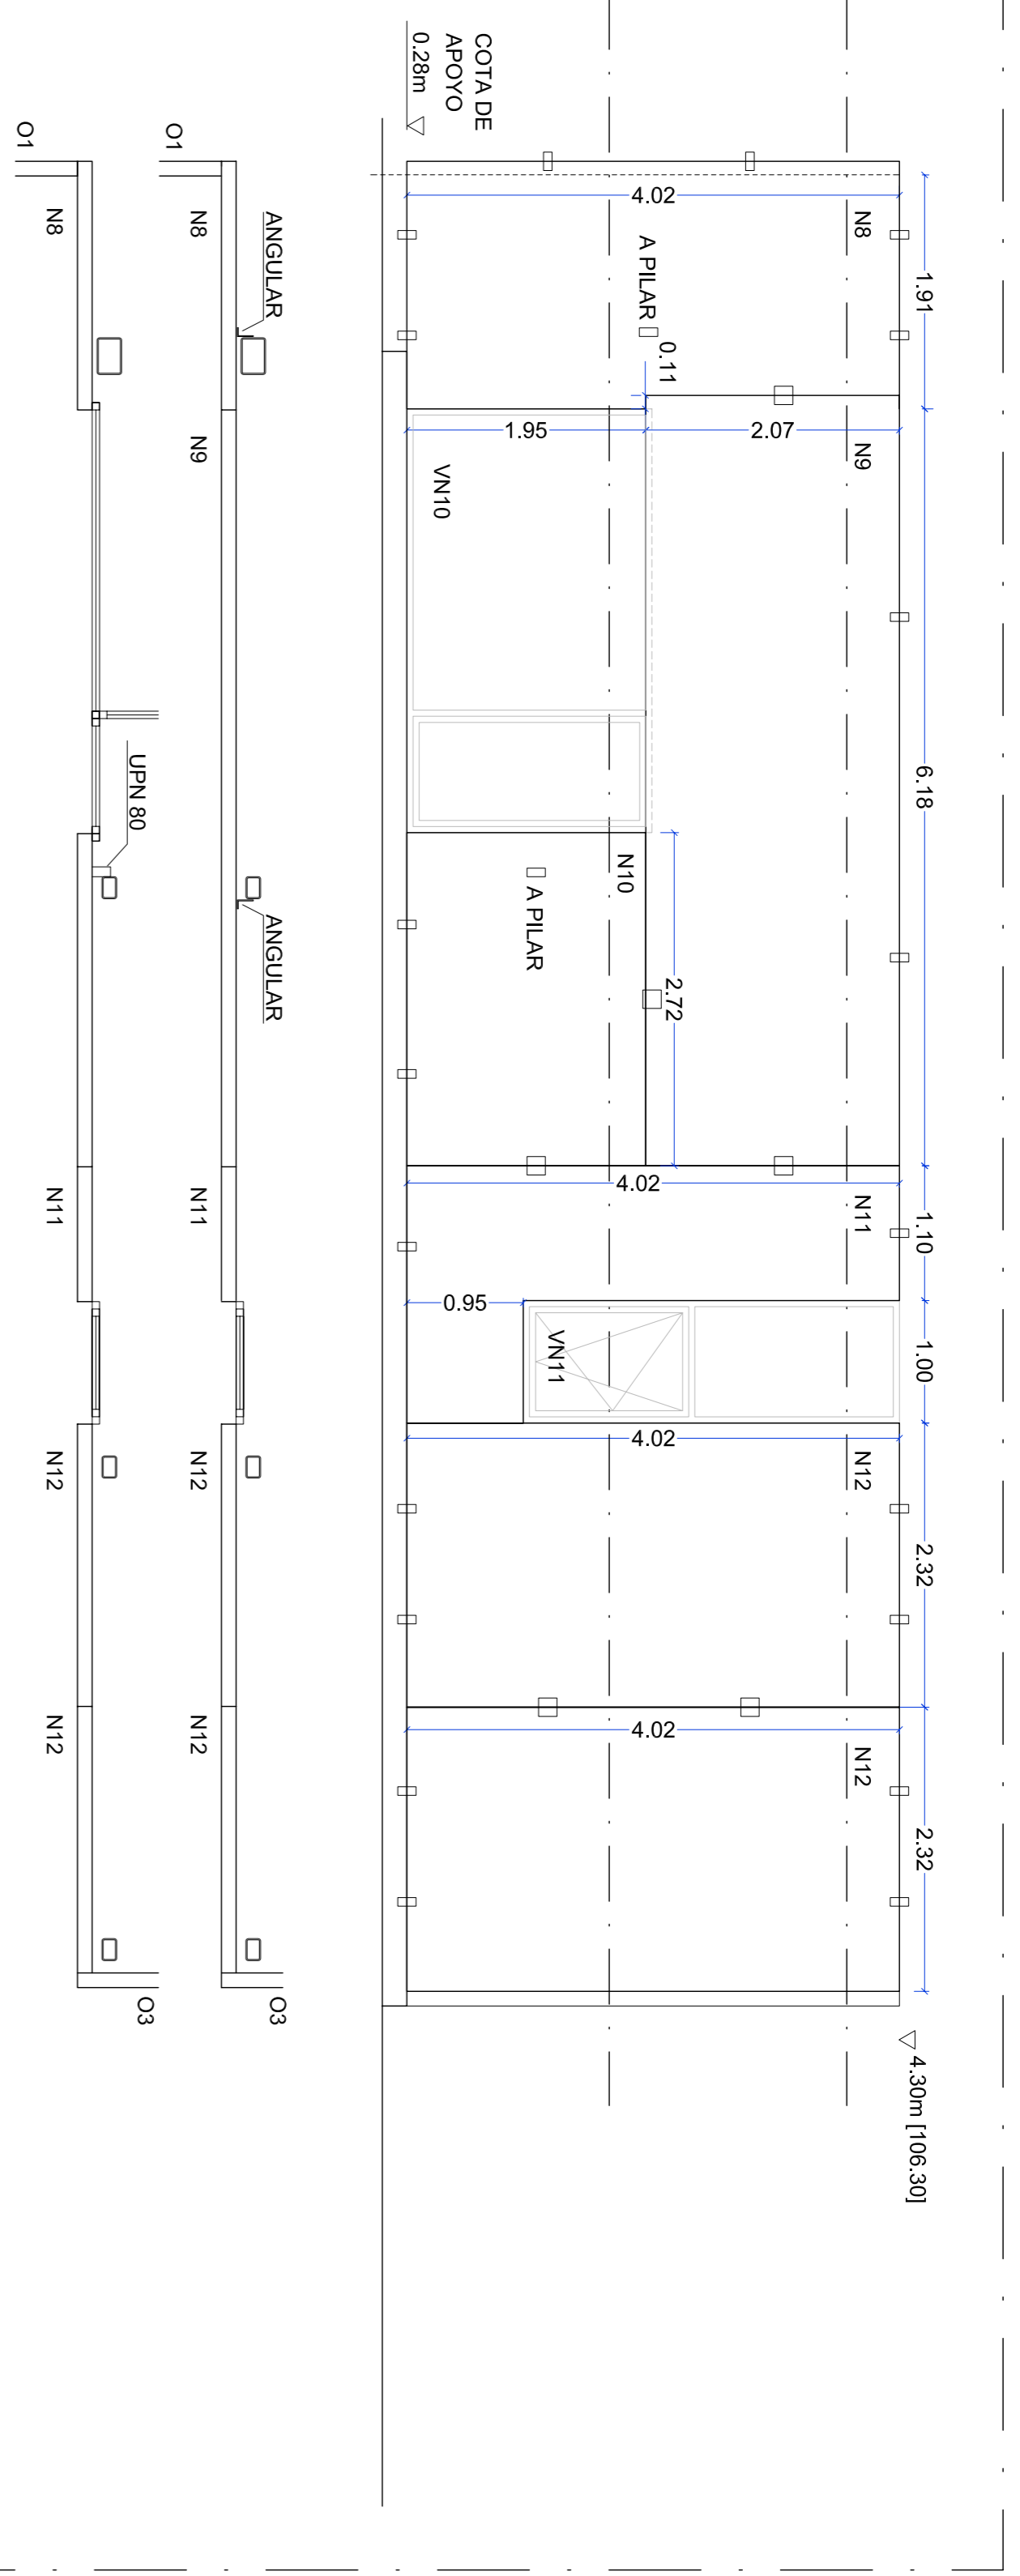 1.91
6.18
1.10
1.00
2.32
2.32
4.30m [106.30]
N8
N9
N11
N12
N12
4.02
2.07
1.95
0.11
A PILAR
2.72
N10
A PILAR
4.02
4.02
4.02
0.95
VN10
VN11
COTA DE
APOYO
0.28m
ANGULAR
ANGULAR
O1
N8
N9
N11
N12
N12
O3
UPN 80
O1
N8
N11
N12
N12
O3